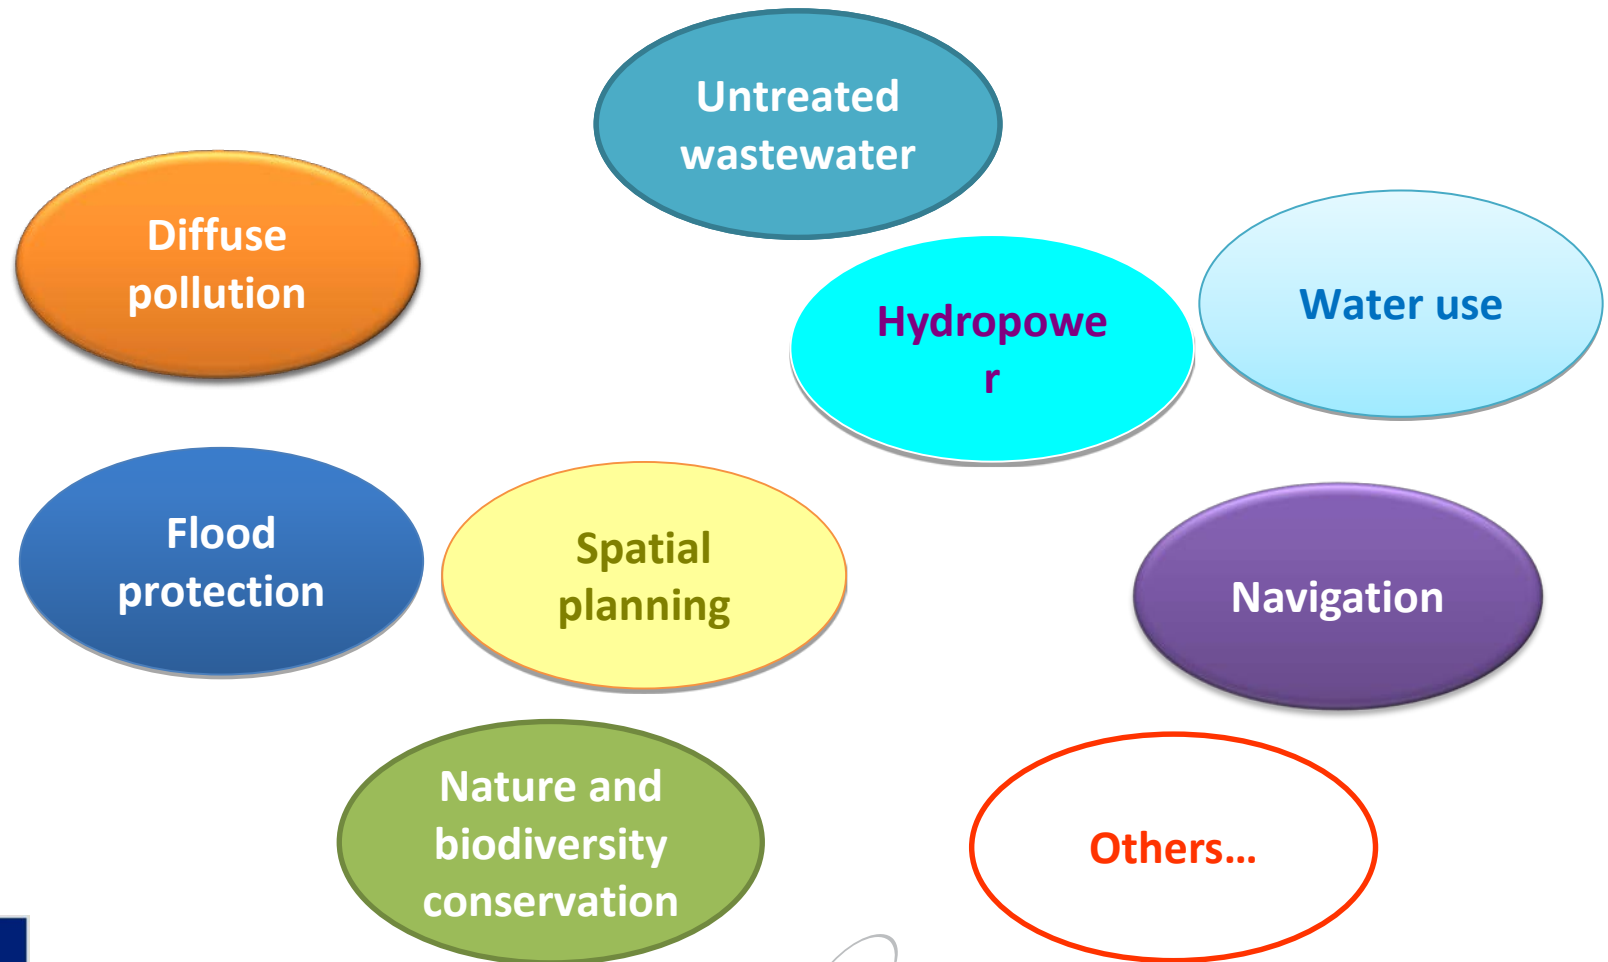 Untreated
wastewater
Diffuse
pollution
Hydropowe
r
Water use
Flood
protection
Spatial
planning
Navigation
Nature and
biodiversity
conservation
Others…